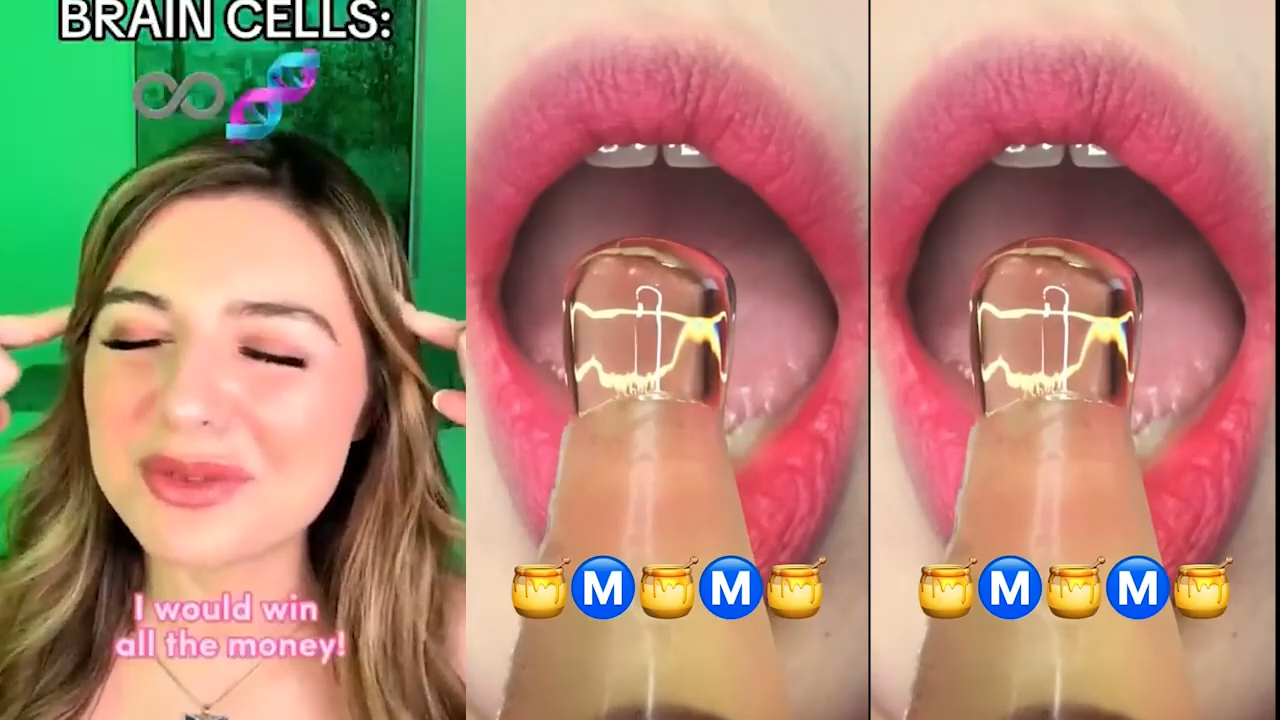 BRAIN CELLS:
I would win
all the money!
Ⓜ Ⓜ
Ⓜ Ⓜ